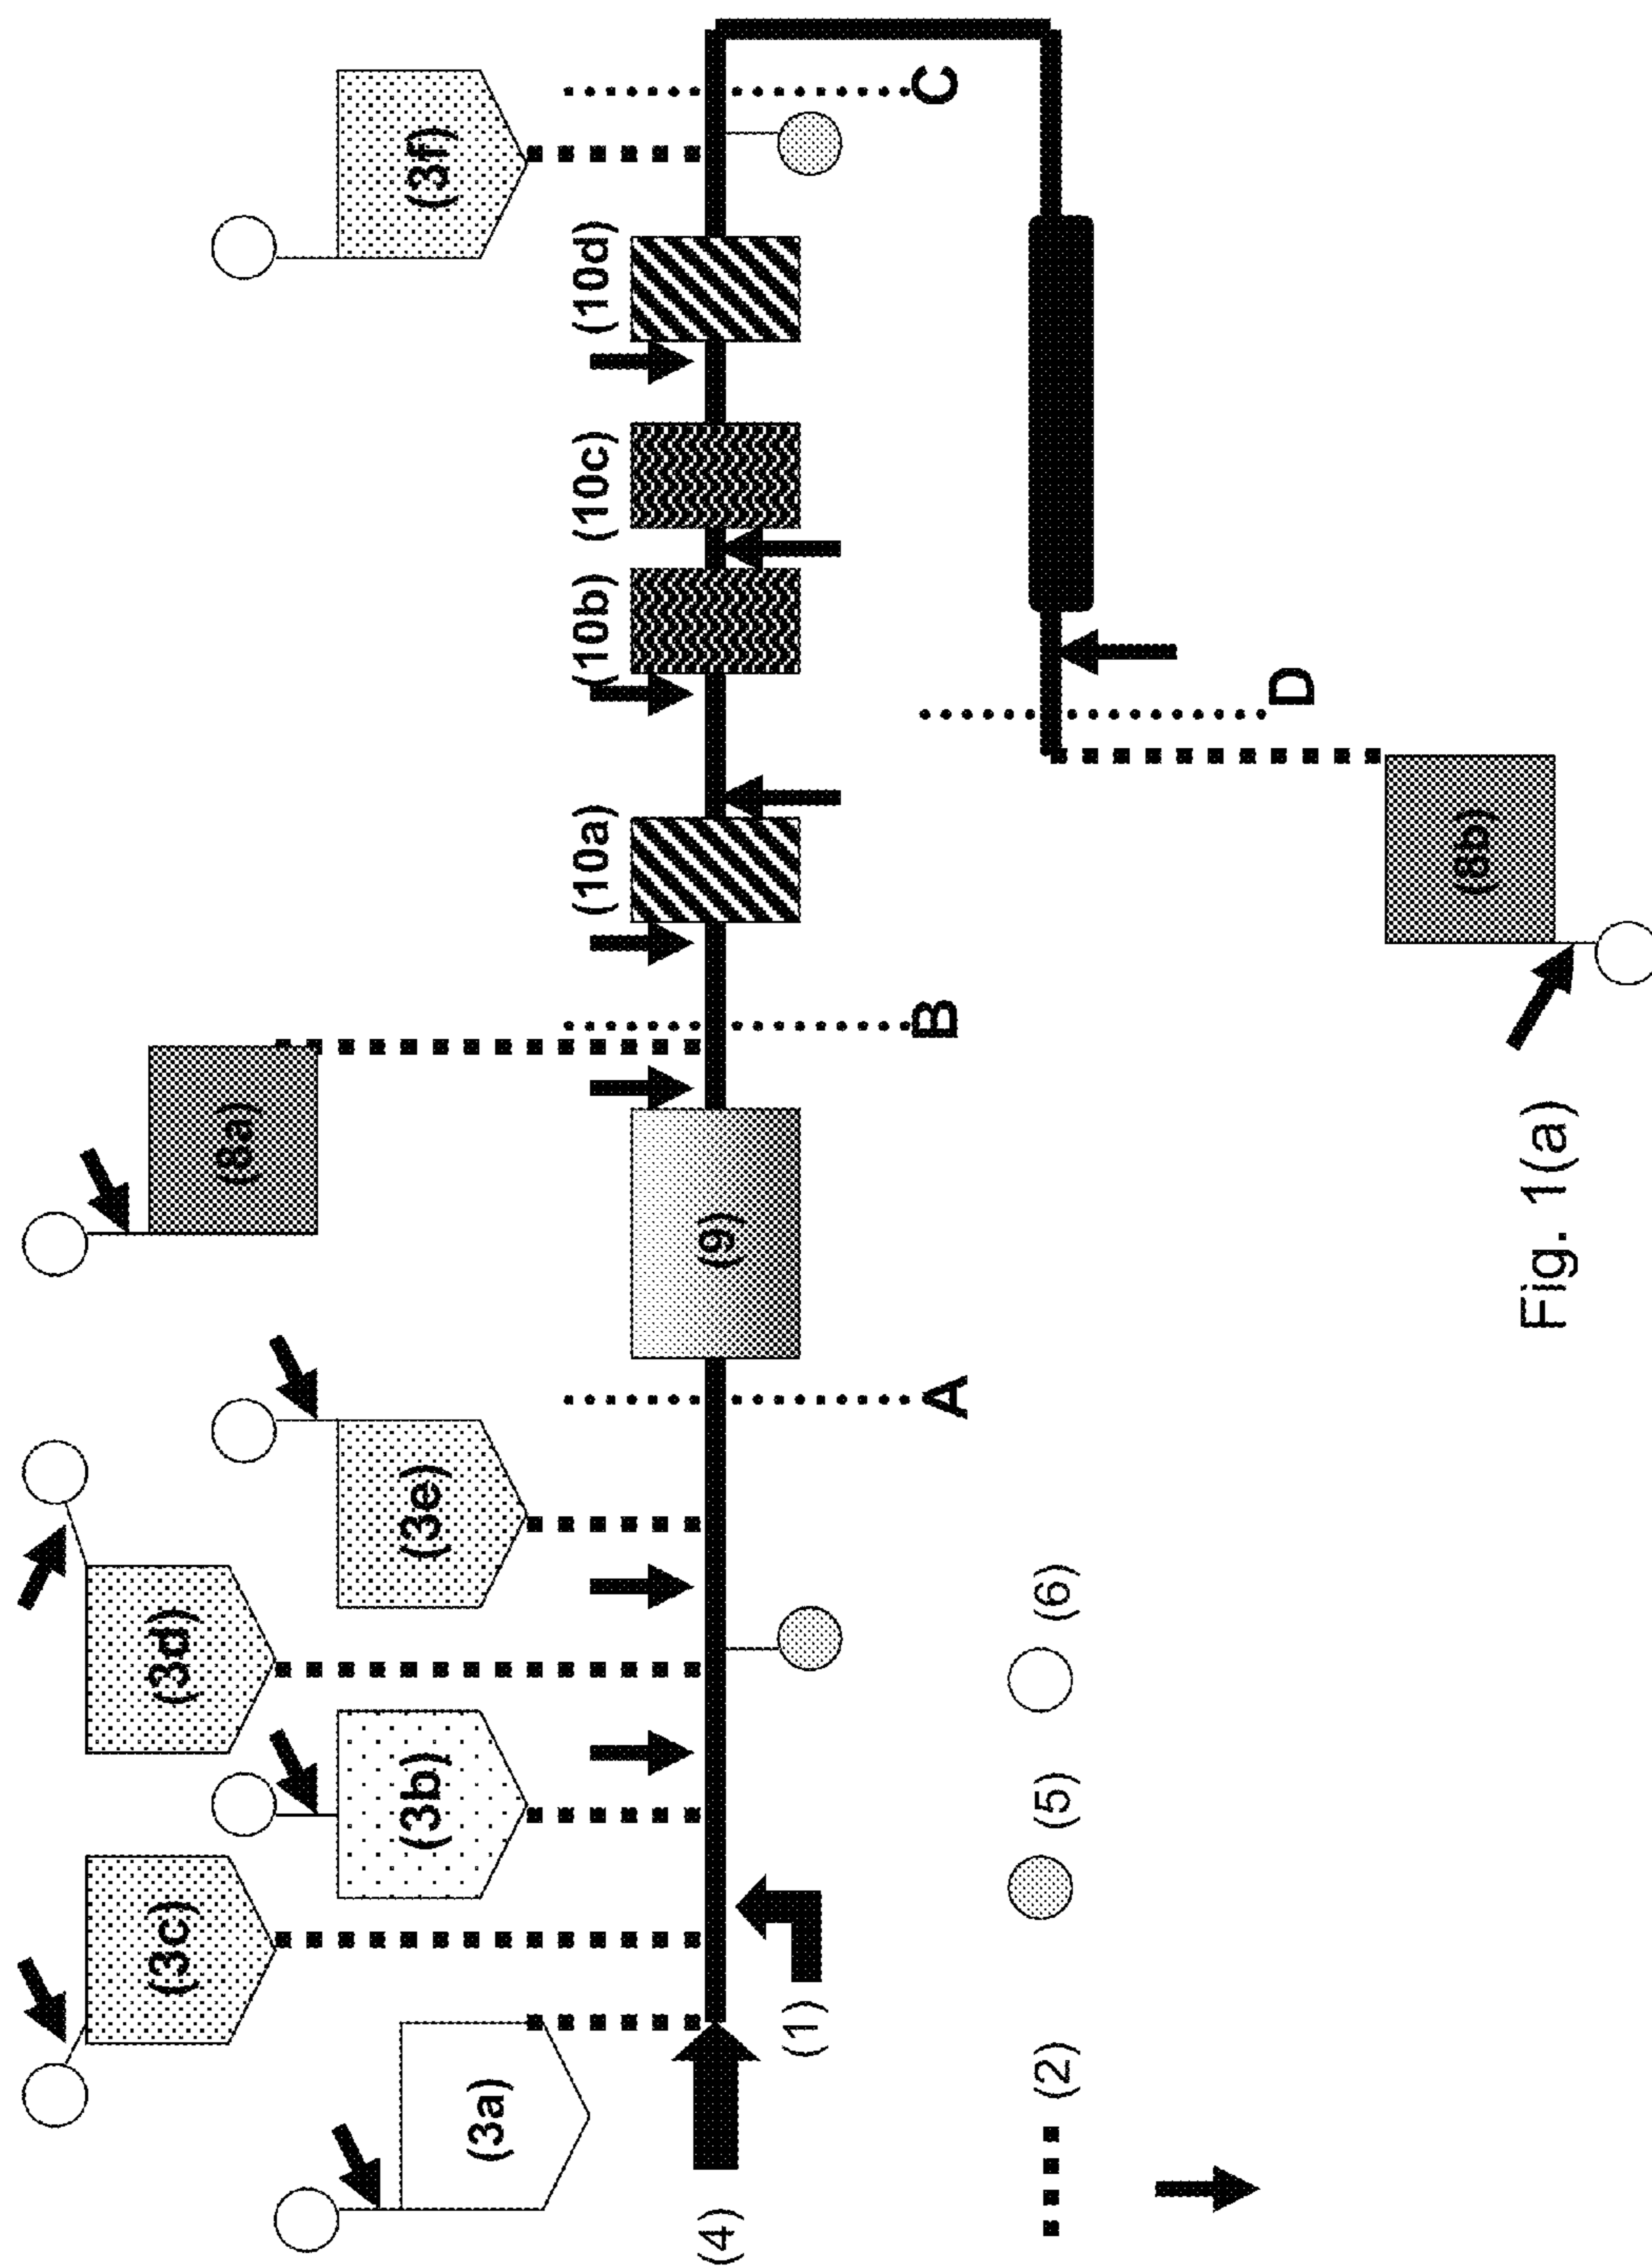 (3c) (3d)
(8a)
(3b) (3e) (3f)
(3a)
(10a) (10b) (10c) (10d)
(4) (9)
(1)
A B C
(2) (5) (6)
D
(8b)
Fig. 1(a)